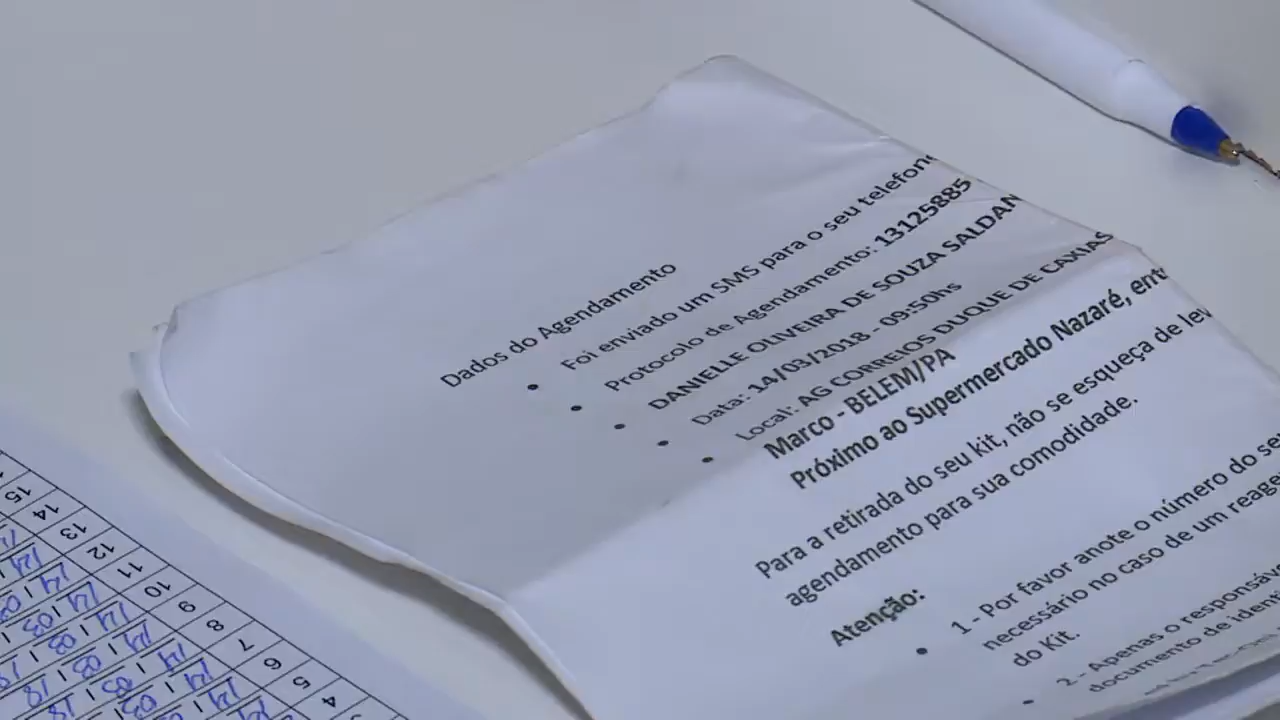 Dados do Agendamento
Foi enviado um SMS para o seu telefone
Protocolo de Agendamento: 13125885
DANIELLE OLIVEIRA DE SOUZA SALDAN
Data: 14/03/2018 - 09:50hs
Local: AG CORREIOS DUQUE DE CAXIAS
Marco - BELEM/PA
Próximo ao Supermercado Nazaré, ent
Para a retirada do seu kit, não se esqueça de lev
agendamento para sua comodidade.
Atenção:
1 - Por favor anote o número do se
necessário no caso de um reage
do Kit.
2 - Apenas o responsáve
documento de identi
15
14
13
12
11
10
9
8
7
6
5
4